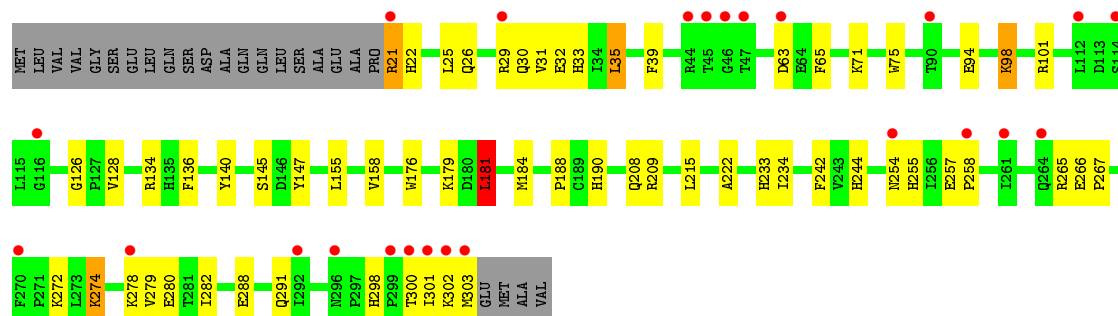 MET LEU VAL VAL GLY SER GLU LEU GLN SER ASP ALA GLN GLN LEU SER ALA GLU ALA PRO R21 H22 L25 Q26 R29 Q30 V31 E32 H33 I34 L35 F39 R44 T45 G46 T47 D63 E64 F65 K71 W75 T90 E94 K98 R101 L112 D113 S114
L115 G116 G126 P127 V128 R134 H135 F136 Y140 S145 D146 Y147 L155 V158 W176 K179 D180 L181 M184 P188 C189 H190 Q208 R209 L215 A222 H233 I234 F242 V243 H244 N254 H255 I256 E257 P258 I261 Q264 R265 E266 P267
F270 P271 K272 L273 K274 K278 V279 E280 T281 I282 E288 Q291 I292 N296 P297 H298 P299 T300 I301 K302 M303 GLU MET ALA VAL